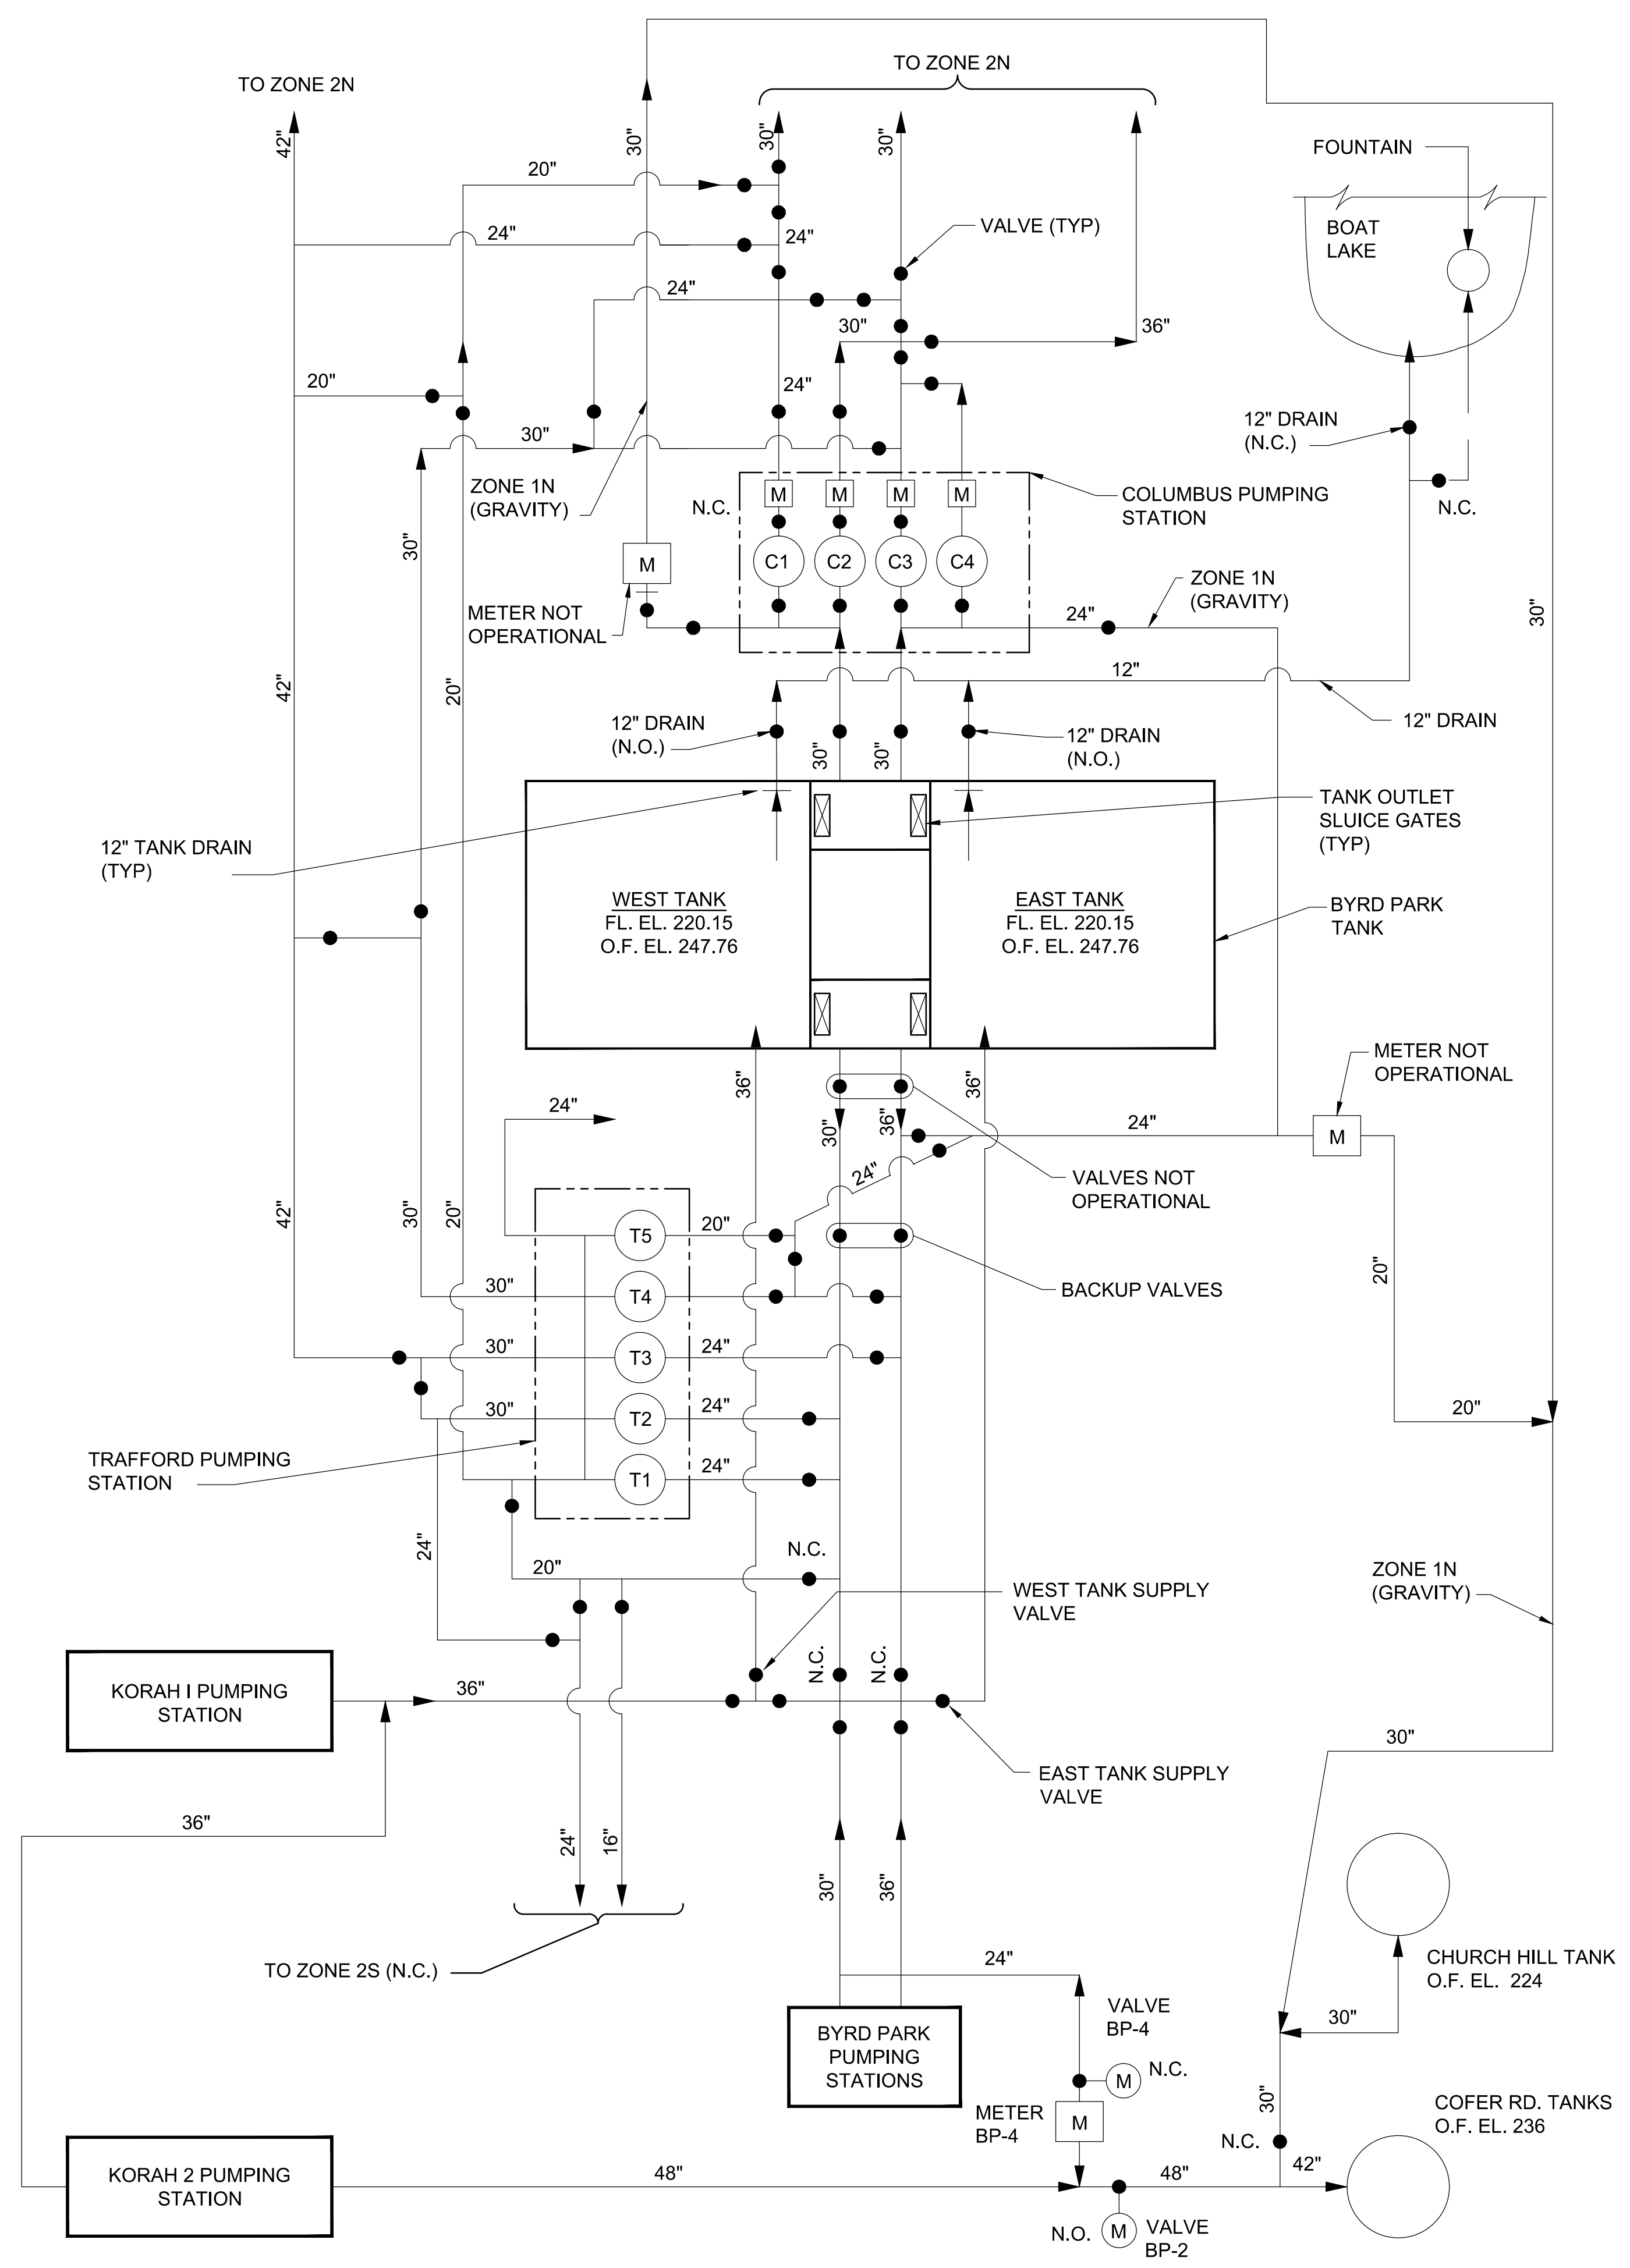 TO ZONE 2N
TO ZONE 2N
42"
30"
30"
30"
FOUNTAIN
20"
BOAT
LAKE
24"
24"
VALVE (TYP)
24"
30"
36"
20"
24"
12" DRAIN
(N.C.)
30"
ZONE 1N
(GRAVITY)
N.C.
M
M
M
M
COLUMBUS PUMPING
STATION
N.C.
30"
M
C1
C2
C3
C4
ZONE 1N
(GRAVITY)
METER NOT
OPERATIONAL
24"
30"
42"
20"
12"
12" DRAIN
(N.O.)
30"
30"
12" DRAIN
(N.O.)
12" DRAIN
12" TANK DRAIN
(TYP)
TANK OUTLET
SLUICE GATES
(TYP)
WEST TANK
FL. EL. 220.15
O.F. EL. 247.76
EAST TANK
FL. EL. 220.15
O.F. EL. 247.76
BYRD PARK
TANK
METER NOT
OPERATIONAL
36"
36"
24"
30"
36"
24"
M
24"
VALVES NOT
OPERATIONAL
42"
30"
20"
T5
20"
BACKUP VALVES
20"
30"
T4
30"
T3
24"
30"
T2
24"
20"
TRAFFORD PUMPING
STATION
T1
24"
24"
N.C.
20"
WEST TANK SUPPLY
VALVE
ZONE 1N
(GRAVITY)
N.C.
N.C.
KORAH I PUMPING
STATION
36"
30"
EAST TANK SUPPLY
VALVE
36"
24"
16"
30"
36"
TO ZONE 2S (N.C.)
24"
CHURCH HILL TANK
O.F. EL. 224
VALVE
BP-4
30"
BYRD PARK
PUMPING
STATIONS
N.C.
M
METER
BP-4
M
30"
COFER RD. TANKS
O.F. EL. 236
N.C.
KORAH 2 PUMPING
STATION
48"
48"
42"
N.O.
M
VALVE
BP-2